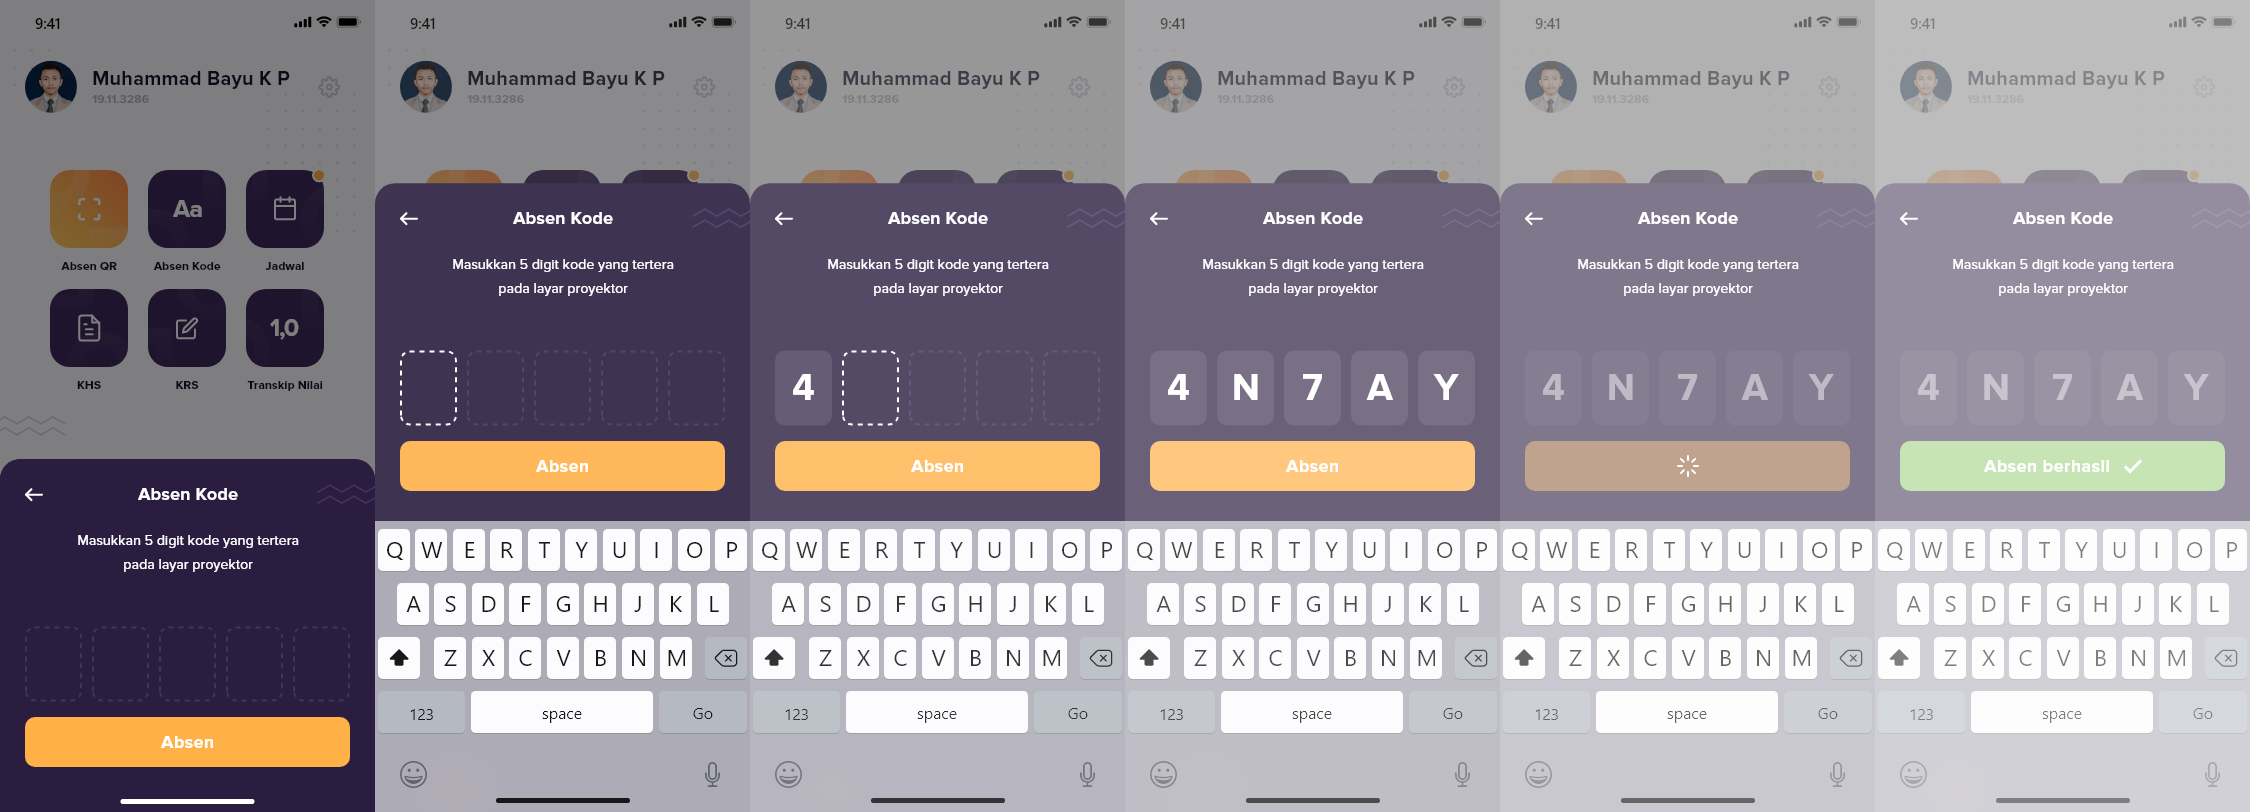 9:41
Muhammad Bayu K P
19.11.3286
Aa
Absen QR
Absen Kode
Jadwal
1,0
KHS
KRS
Transkip Nilai
Absen Kode
Masukkan 5 digit kode yang tertera
pada layar proyektor
Absen
9:41
Muhammad Bayu K P
19.11.3286
Absen Kode
Masukkan 5 digit kode yang tertera
pada layar proyektor
Absen
Q W E R T Y U I O P
A S D F G H J K L
Z X C V B N M
123 space Go
9:41
Muhammad Bayu K P
19.11.3286
Absen Kode
Masukkan 5 digit kode yang tertera
pada layar proyektor
4
Absen
Q W E R T Y U I O P
A S D F G H J K L
Z X C V B N M
123 space Go
9:41
Muhammad Bayu K P
19.11.3286
Absen Kode
Masukkan 5 digit kode yang tertera
pada layar proyektor
4 N 7 A Y
Absen
Q W E R T Y U I O P
A S D F G H J K L
Z X C V B N M
123 space Go
9:41
Muhammad Bayu K P
19.11.3286
Absen Kode
Masukkan 5 digit kode yang tertera
pada layar proyektor
4 N 7 A Y
Q W E R T Y U I O P
A S D F G H J K L
Z X C V B N M
123 space Go
9:41
Muhammad Bayu K P
19.11.3286
Absen Kode
Masukkan 5 digit kode yang tertera
pada layar proyektor
4 N 7 A Y
Absen berhasil
Q W E R T Y U I O P
A S D F G H J K L
Z X C V B N M
123 space Go